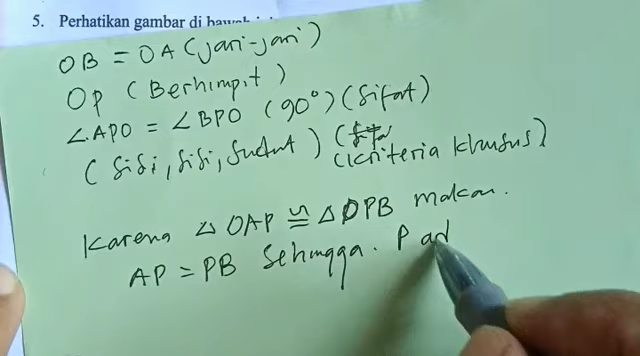 5. Perhatikan gambar di bawah
OB = OA (jari-jari)
OP (Berhimpit)
∠APO = ∠BPO (90°) (Sifat)
(Sisi, Sisi, Sudut) (Kriteria khusus)
Karena △ OAP ≅ △ OPB maka
AP = PB Sehingga. P ad